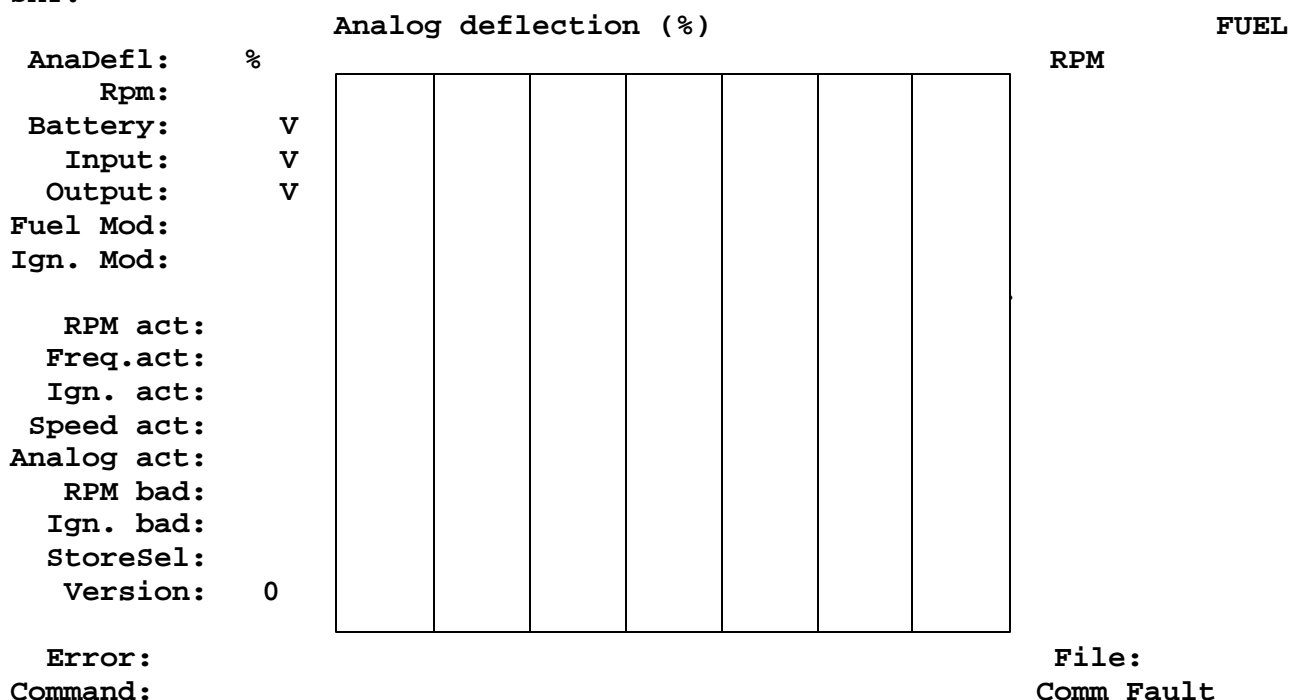 Analog deflection (%) FUEL
AnaDefl: % RPM
Rpm:
Battery: V
Input: V
Output: V
Fuel Mod:
Ign. Mod:
RPM act:
Freq.act:
Ign. act:
Speed act:
Analog act:
RPM bad:
Ign. bad:
StoreSel:
Version: 0
Error: File:
Command: Comm Fault